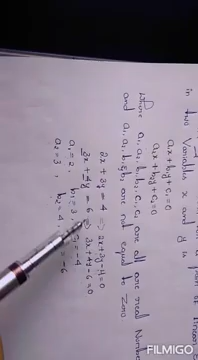 in two Variables x and y is
a₁x + b₁y + c₁ = 0
a₂x + b₂y + c₂ = 0
Where a₁, a₂, b₁, b₂, c₁, c₂ are all real Number
and a₁, a₂, b₁, b₂ are not equal to Zero
2x + 3y = 4 ⇒ 2x + 3y - 4 = 0
3x + 4y = 6 ⇒ 3x + 4y - 6 = 0
a₁ = 2, b₁ = 3, = -4
a₂ = 3, b₂ = 4, -6
Made with
FILMIGO